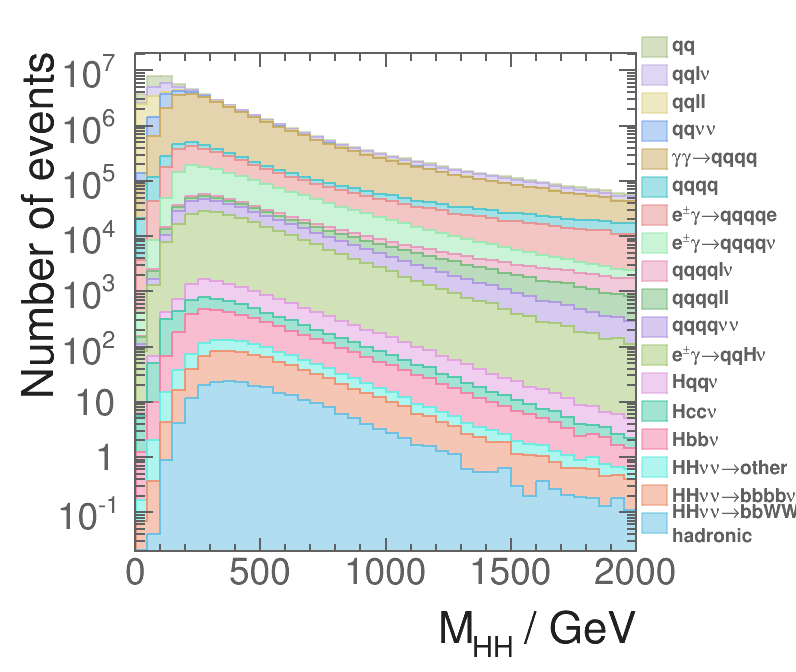 Number of events
10^7
10^6
10^5
10^4
10^3
10^2
10
1
10^-1
0 500 1000 1500 2000
M_HH / GeV
qq
qqlν
qqll
qqνν
γγ→qqqq
qqqq
e^±γ→qqqqe
e^±γ→qqqqν
qqqqlν
qqqqll
qqqqνν
e^±γ→qqHν
Hqqν
Hccν
Hbbν
HHνν→other
HHνν→bbbbν
HHνν→bbWW
hadronic